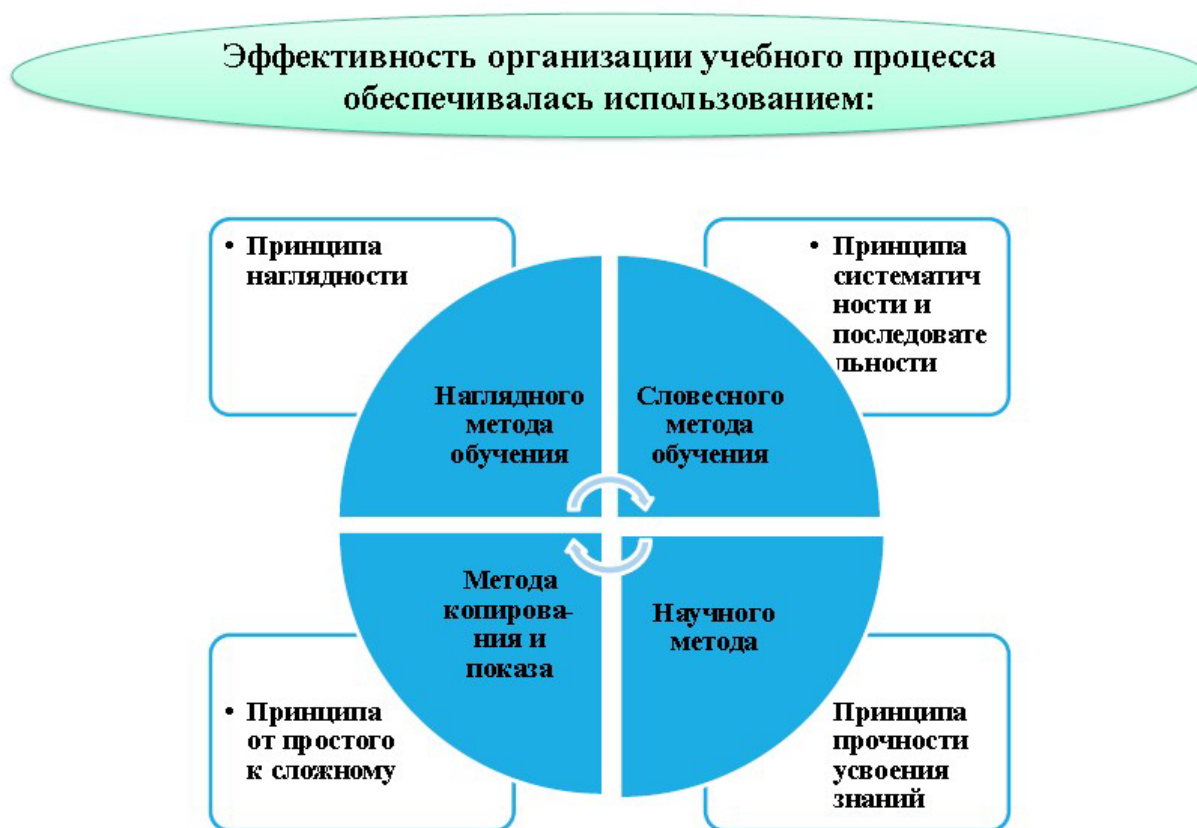 Эффективность организации учебного процесса
обеспечивалась использованием:
• Принципа
наглядности
• Принципа
систематич
ности и
последовате
льности
Наглядного
метода
обучения
Словесного
метода
обучения
Метода
копирова-
ния и
показа
Научного
метода
• Принципа
от простого
к сложному
Принципа
прочности
усвоения
знаний